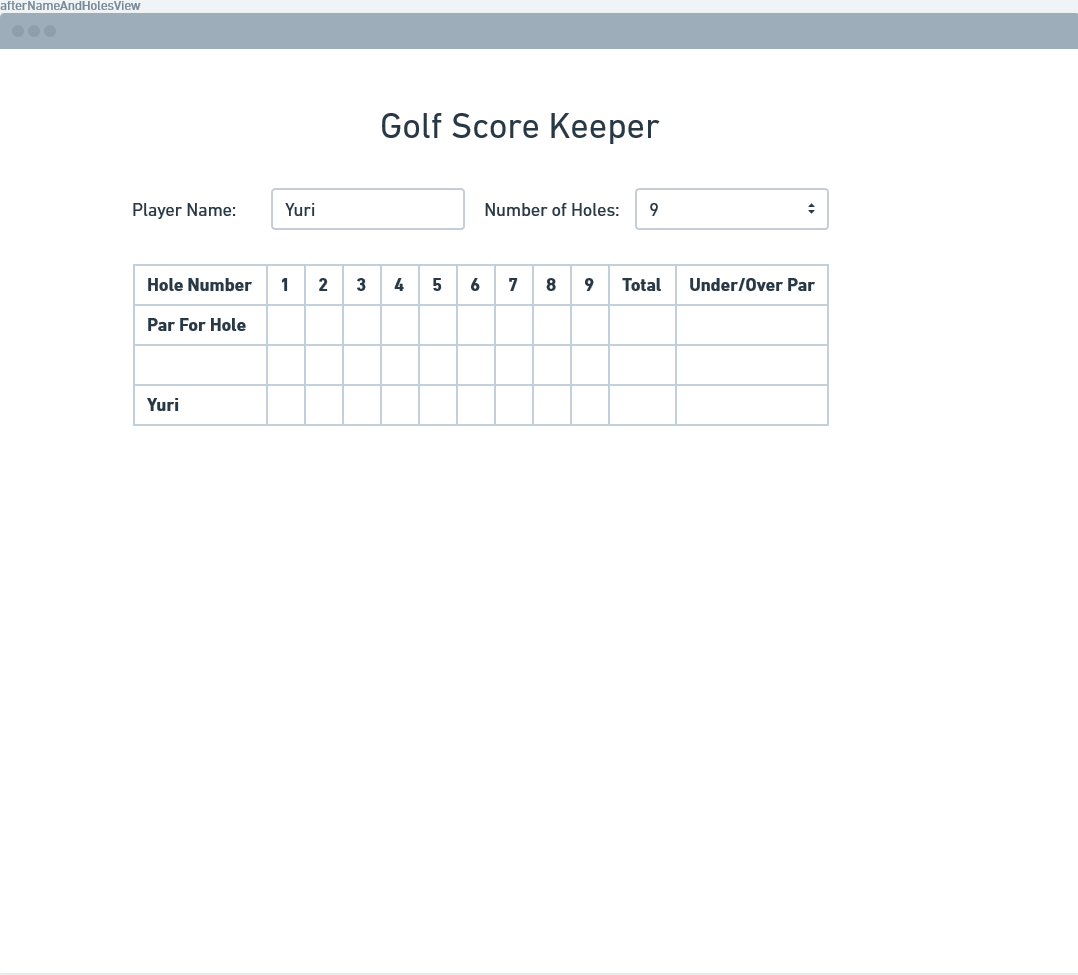 afterNameAndHolesView
Golf Score Keeper
Player Name: Yuri Number of Holes: 9
Hole Number 1 2 3 4 5 6 7 8 9 Total Under/Over Par
Par For Hole
Yuri